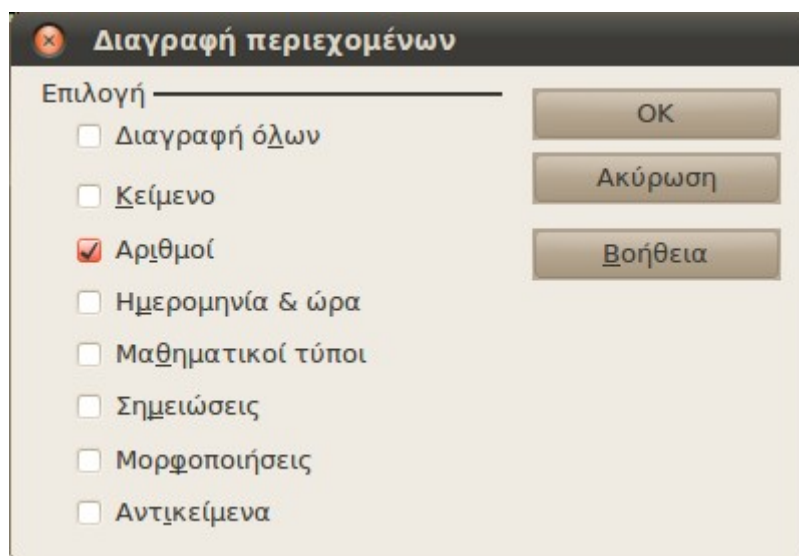 Διαγραφή περιεχομένων
Επιλογή
Διαγραφή όλων
Κείμενο
Αριθμοί
Ημερομηνία & ώρα
Μαθηματικοί τύποι
Σημειώσεις
Μορφοποιήσεις
Αντικείμενα
OK
Ακύρωση
Βοήθεια